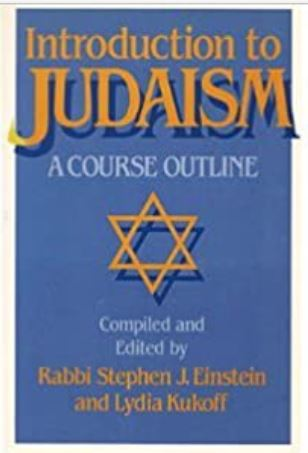 Introduction to
JUDAISM
A COURSE OUTLINE
Compiled and
Edited by
Rabbi Stephen J. Einstein
and Lydia Kukoff